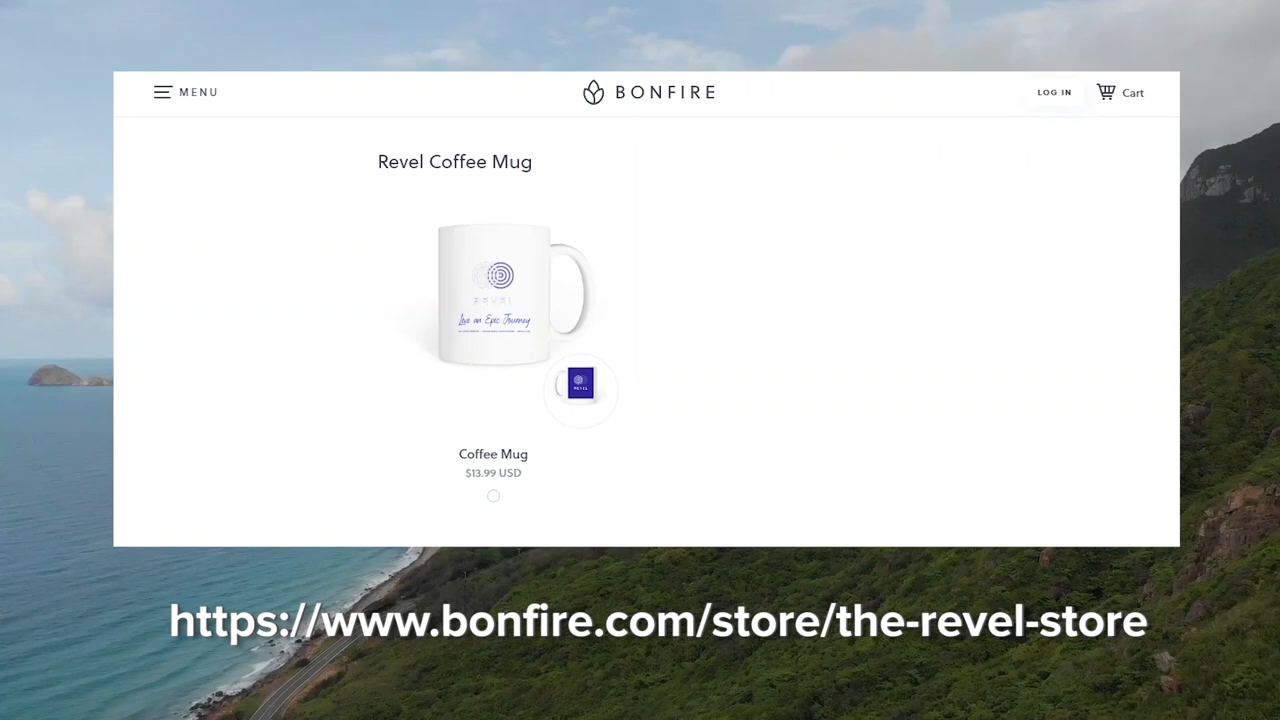 MENU
BONFIRE
LOG IN
Cart
Revel Coffee Mug
Live an Epic Journey
REVEL
Coffee Mug
$13.99 USD
https://www.bonfire.com/store/the-revel-store